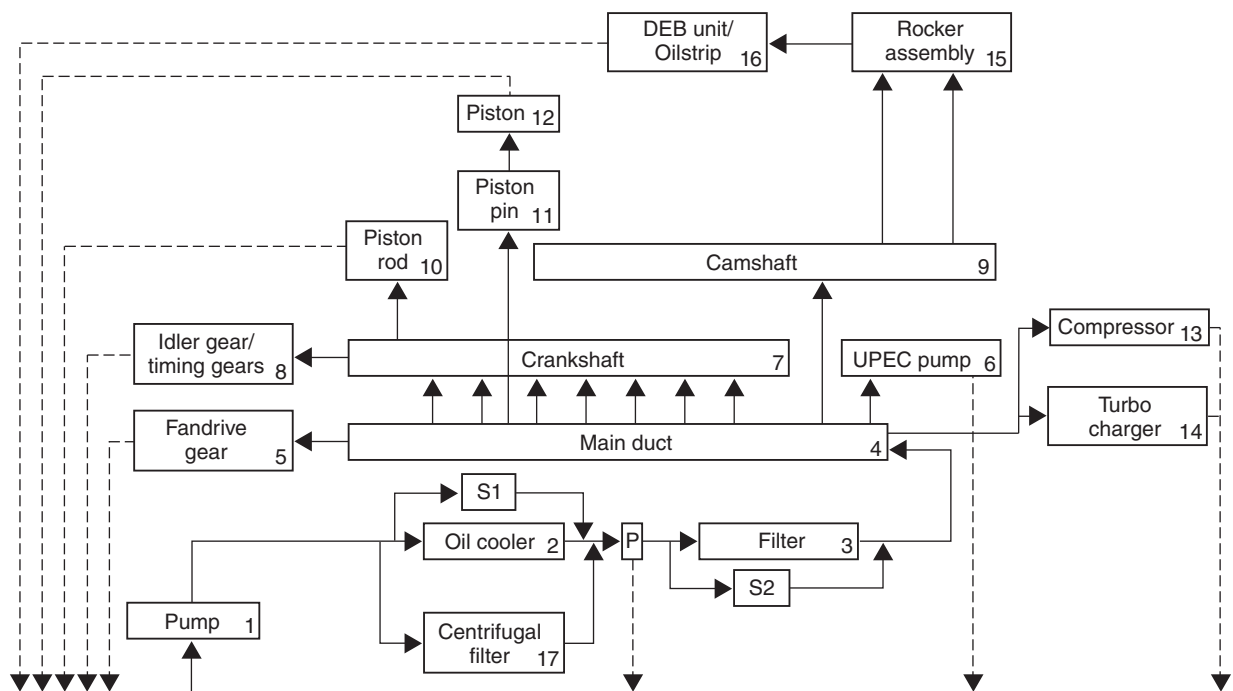 DEB unit/
Oilstrip 16
Rocker
assembly 15
Piston 12
Piston
pin 11
Piston
rod 10
Camshaft 9
Idler gear/
timing gears 8
Crankshaft 7
UPEC pump 6
Compressor 13
Fandrive
gear 5
Main duct 4
Turbo
charger 14
S1
Oil cooler 2
P
Filter 3
S2
Pump 1
Centrifugal
filter 17